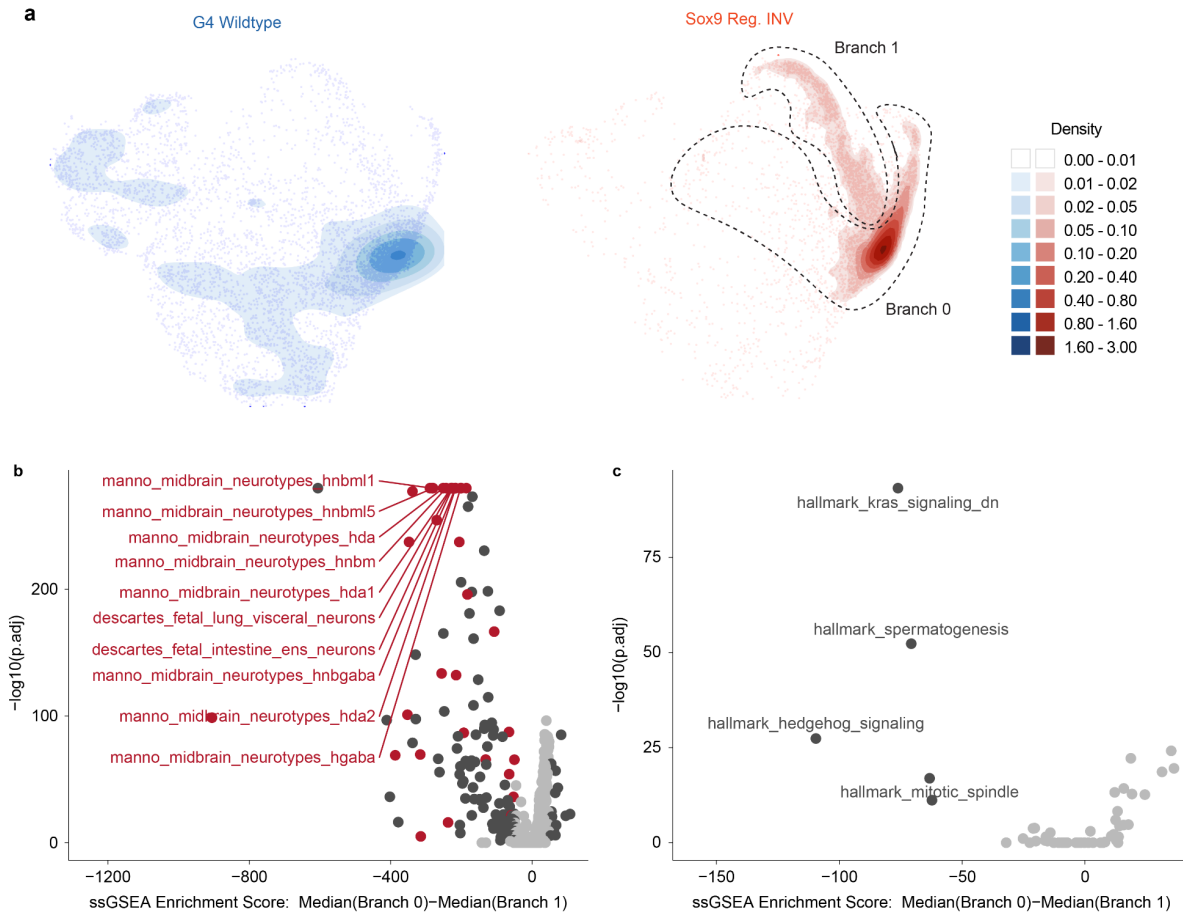 a
G4 Wildtype
Sox9 Reg. INV
Branch 1
Branch 0
Density
0.00 - 0.01
0.01 - 0.02
0.02 - 0.05
0.05 - 0.10
0.10 - 0.20
0.20 - 0.40
0.40 - 0.80
0.80 - 1.60
1.60 - 3.00
b
manno_midbrain_neurotypes_hnbml1
manno_midbrain_neurotypes_hnbml5
manno_midbrain_neurotypes_hda
manno_midbrain_neurotypes_hnbm
manno_midbrain_neurotypes_hda1
descartes_fetal_lung_visceral_neurons
descartes_fetal_intestine_ens_neurons
manno_midbrain_neurotypes_hnbgaba
manno_midbrain_neurotypes_hda2
manno_midbrain_neurotypes_hgaba
−log10(p.adj)
200
100
0
−1200
−800
−400
0
ssGSEA Enrichment Score: Median(Branch 0)−Median(Branch 1)
c
hallmark_kras_signaling_dn
hallmark_spermatogenesis
hallmark_hedgehog_signaling
hallmark_mitotic_spindle
−log10(p.adj)
75
50
25
0
−150
−100
−50
0
ssGSEA Enrichment Score: Median(Branch 0)−Median(Branch 1)